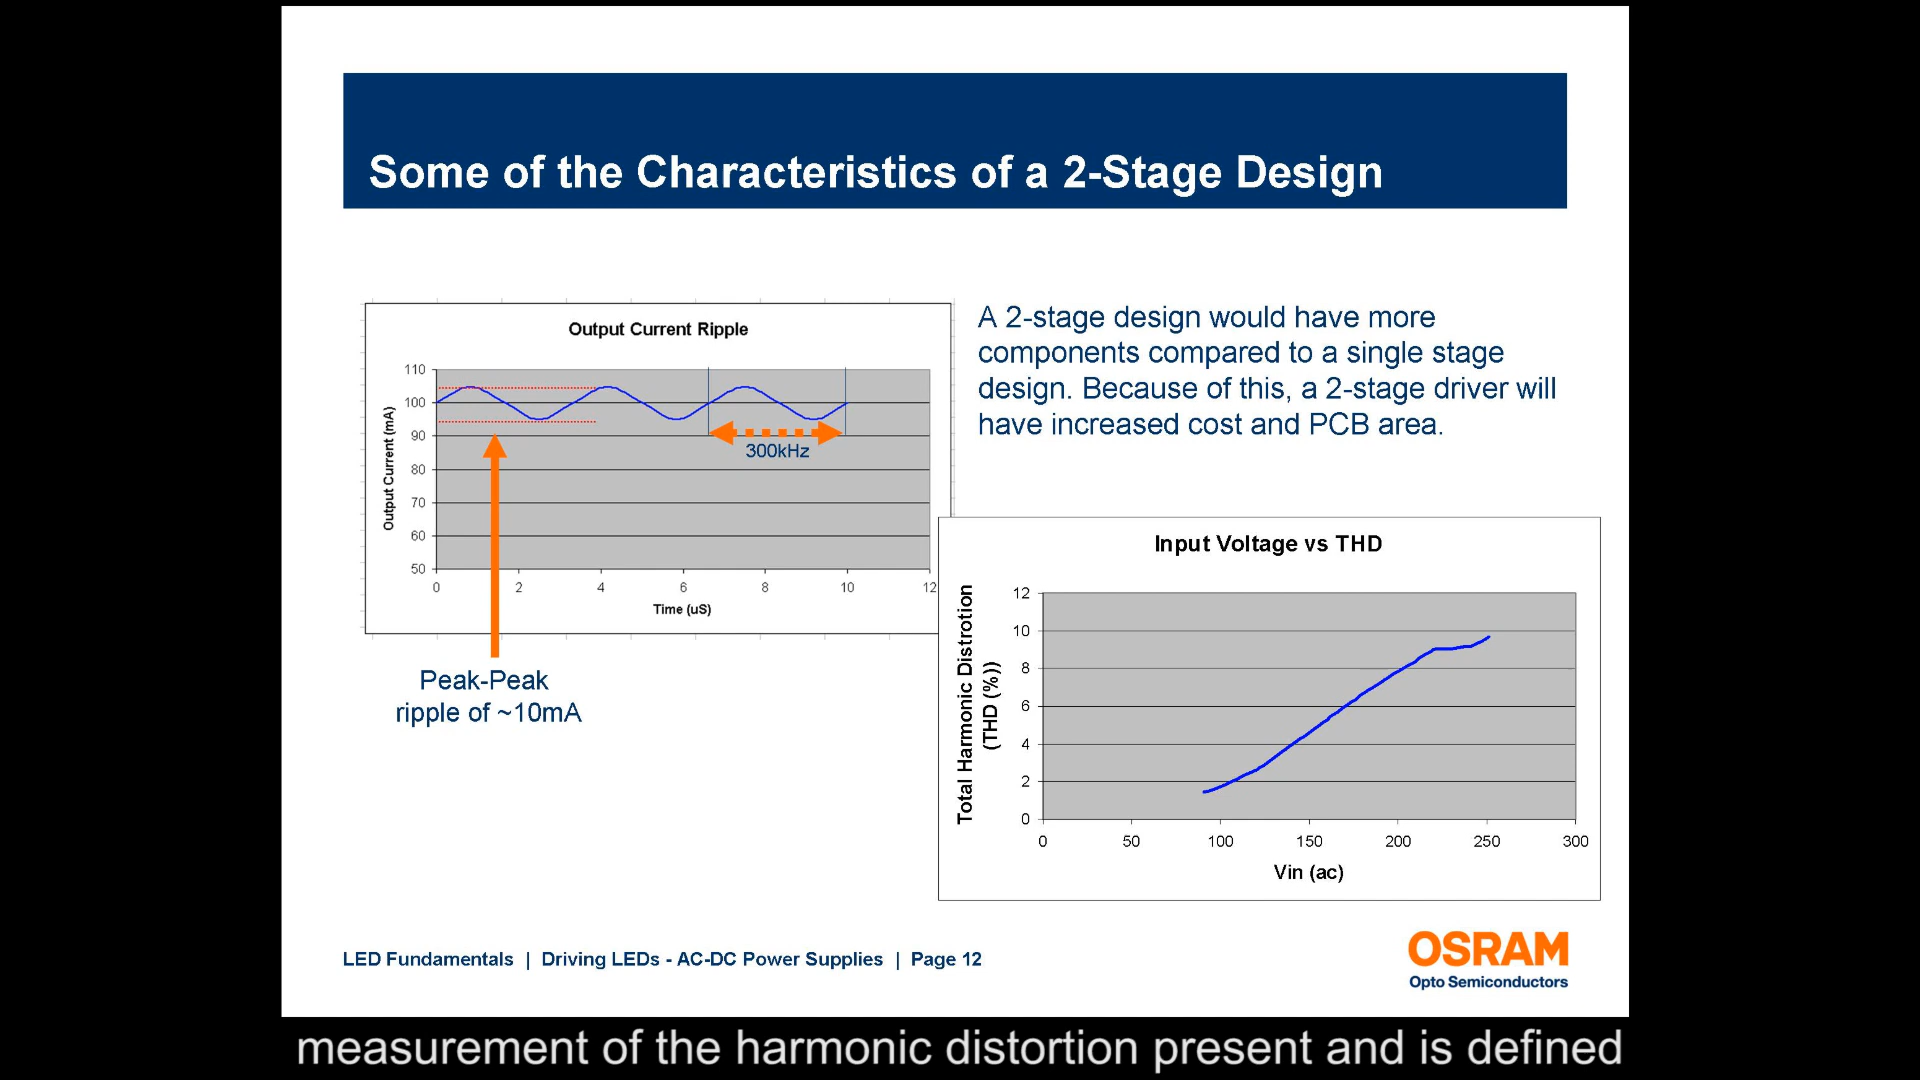 Some of the Characteristics of a 2-Stage Design
Output Current Ripple
110
100
90
80
70
60
50
Output Current (mA)
300kHz
0 2 4 6 8 10 12
Time (uS)
Peak-Peak
ripple of ~10mA
A 2-stage design would have more
components compared to a single stage
design. Because of this, a 2-stage driver will
have increased cost and PCB area.
Input Voltage vs THD
Total Harmonic Distrotion
(THD (%))
12
10
8
6
4
2
0
0 50 100 150 200 250 300
Vin (ac)
LED Fundamentals | Driving LEDs - AC-DC Power Supplies | Page 12
OSRAM
Opto Semiconductors
measurement of the harmonic distortion present and is defined